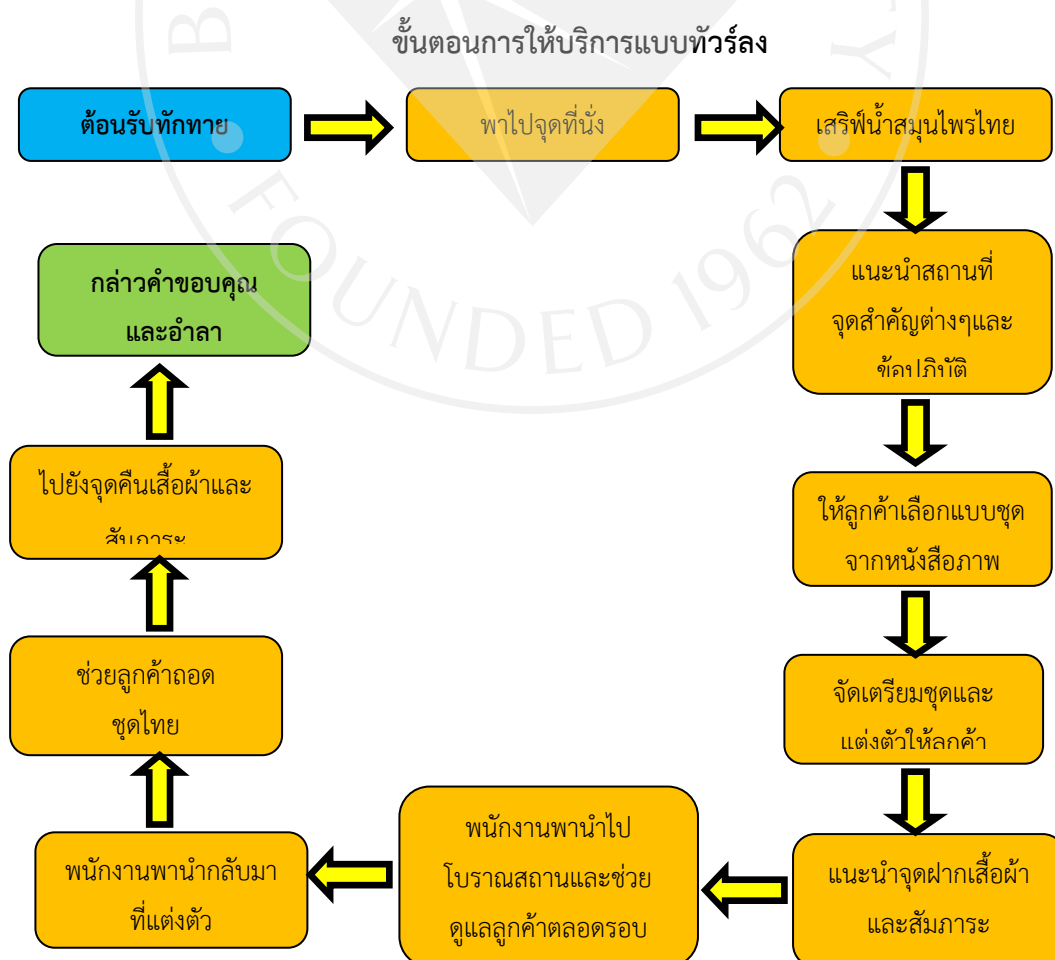 ขั้นตอนการให้บริการแบบทัวร์ลง
ต้อนรับทักทาย
พาไปจุดที่นั่ง
เสริฟน้ำสมุนไพรไทย
แนะนำสถานที่
จุดสำคัญต่างๆและ
ข้อปฏิบัติ
ให้ลูกค้าเลือกแบบชุด
จากหนังสือภาพ
จัดเตรียมชุดและ
แต่งตัวให้ลูกค้า
แนะนำจุดฝากเสื้อผ้า
และสัมภาระ
พนักงานพานำไป
โบราณสถานและช่วย
ดูแลลูกค้าตลอดรอบ
พนักงานพานำกลับมา
ที่แต่งตัว
ช่วยลูกค้าถอด
ชุดไทย
ไปยังจุดคืนเสื้อผ้าและ
สัมภาระ
กล่าวคำขอบคุณ
และอำลา
B
Y
FOUNDED 1962